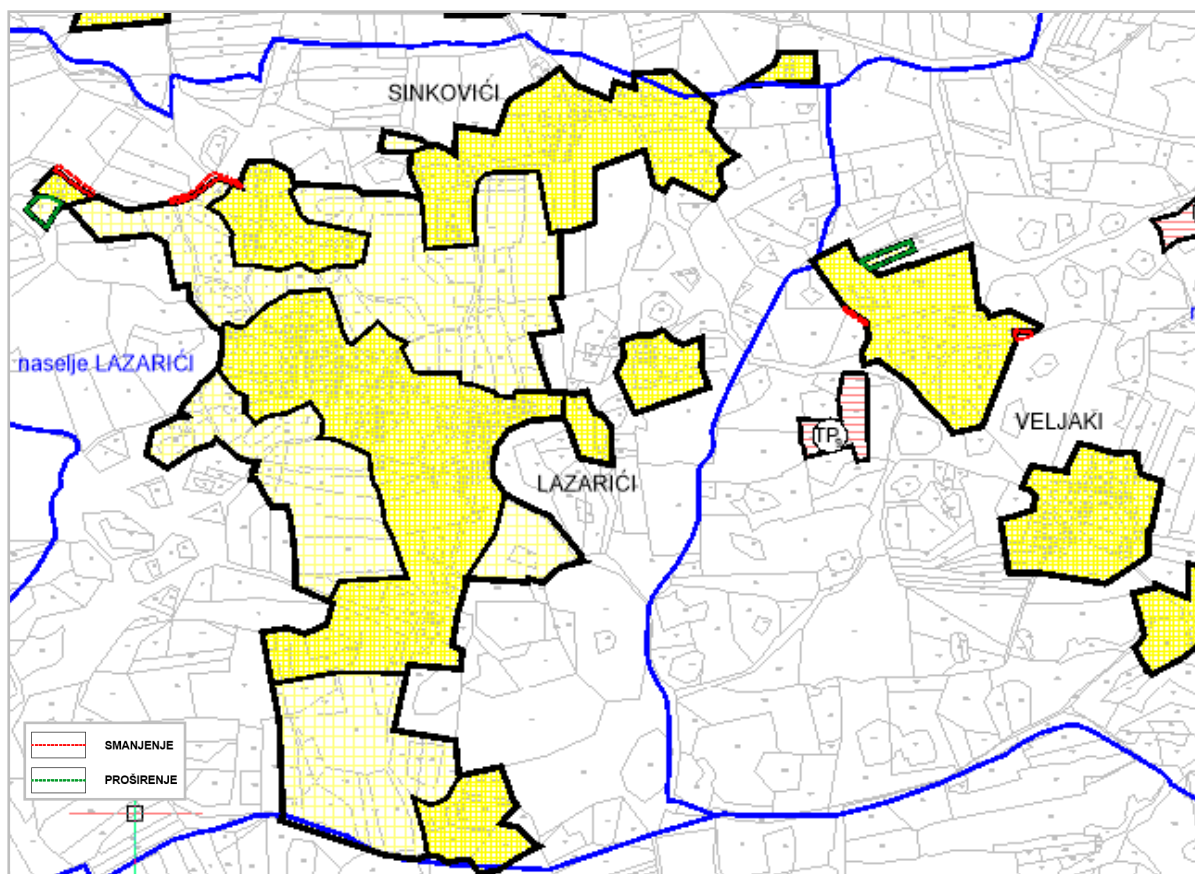 SINKOVIĆI
naselje LAZARIĆI
VELJAKI
TP
LAZARIĆI
SMANJENJE
PROŠIRENJE